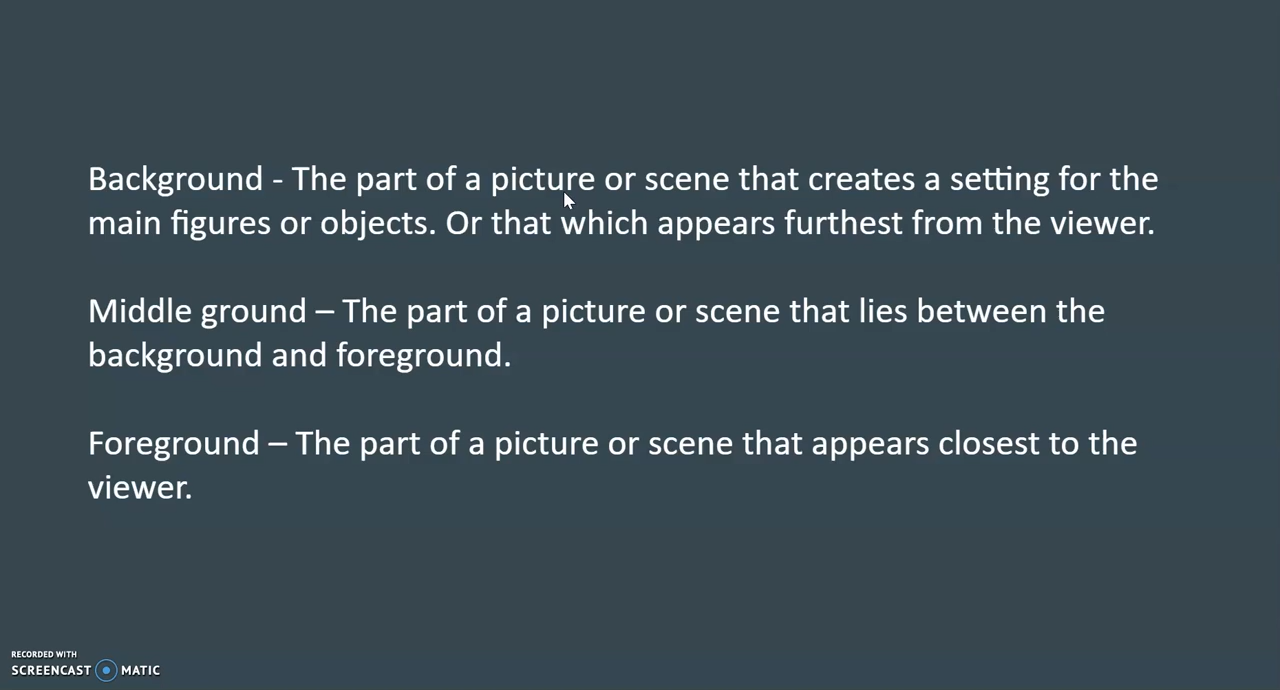 Background - The part of a picture or scene that creates a setting for the
main figures or objects. Or that which appears furthest from the viewer.
Middle ground – The part of a picture or scene that lies between the
background and foreground.
Foreground – The part of a picture or scene that appears closest to the
viewer.
RECORDED WITH
SCREENCAST MATIC